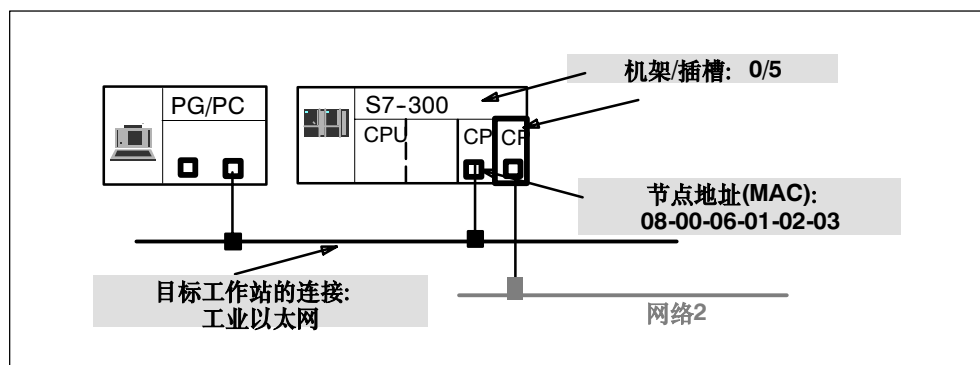 机架/插槽: 0/5
PG/PC
S7-300
CPU
CP
CP
节点地址(MAC):
08-00-06-01-02-03
目标工作站的连接:
工业以太网
网络2